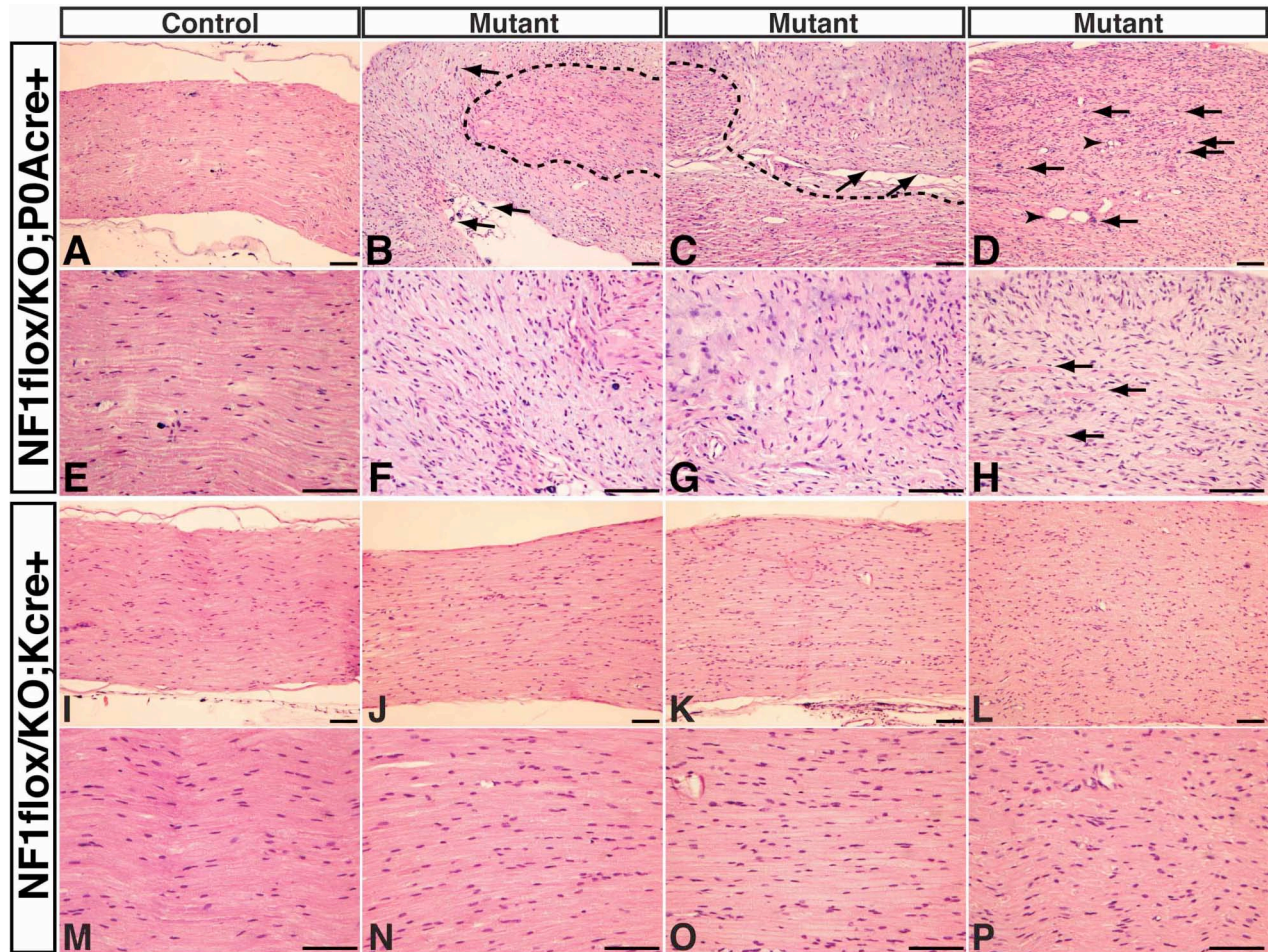 Control Mutant Mutant Mutant
NF1flox/KO;P0Acre+
A B C D
E F G H
NF1flox/KO;Kcre+
I J K L
M N O P